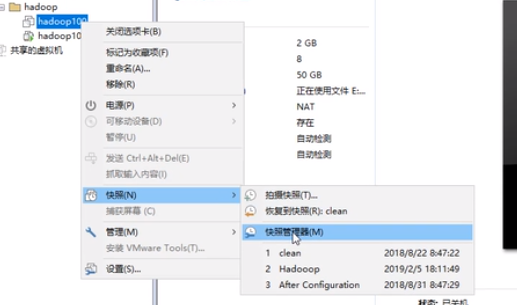 hadoop
hadoop100
hadoop10
共享的虚拟机
关闭选项卡(B)
标记为收藏项(F)
重命名(A)...
移除(R)
电源(P)
可移动设备(D)
暂停(U)
发送 Ctrl+Alt+Del(E)
抓取输入内容(I)
快照(N)
捕获屏幕 (C)
管理(M)
安装 VMware Tools(T)...
设置(S)...
2 GB
8
50 GB
正在使用文件 E:...
NAT
存在
自动检测
自动检测
拍摄快照(T)...
恢复到快照(R): clean
快照管理器(M)
1 clean 2018/8/22 8:47:22
2 Hadooop 2019/2/5 18:11:49
3 After Configuration 2018/8/31 8:47:29
状态: 已关机